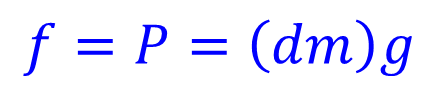 f = P = (dm)g